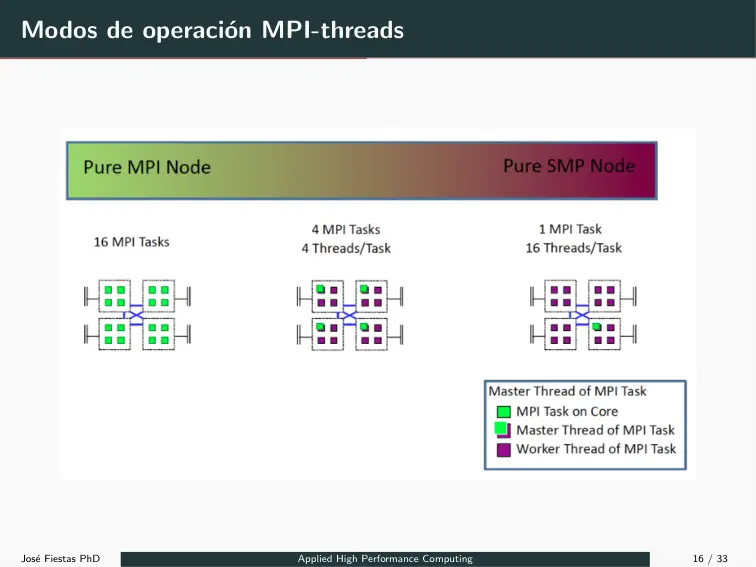 Modos de operación MPI-threads
Pure MPI Node
Pure SMP Node
16 MPI Tasks
4 MPI Tasks
4 Threads/Task
1 MPI Task
16 Threads/Task
Master Thread of MPI Task
MPI Task on Core
Master Thread of MPI Task
Worker Thread of MPI Task
José Fiestas PhD
Applied High Performance Computing
16 / 33